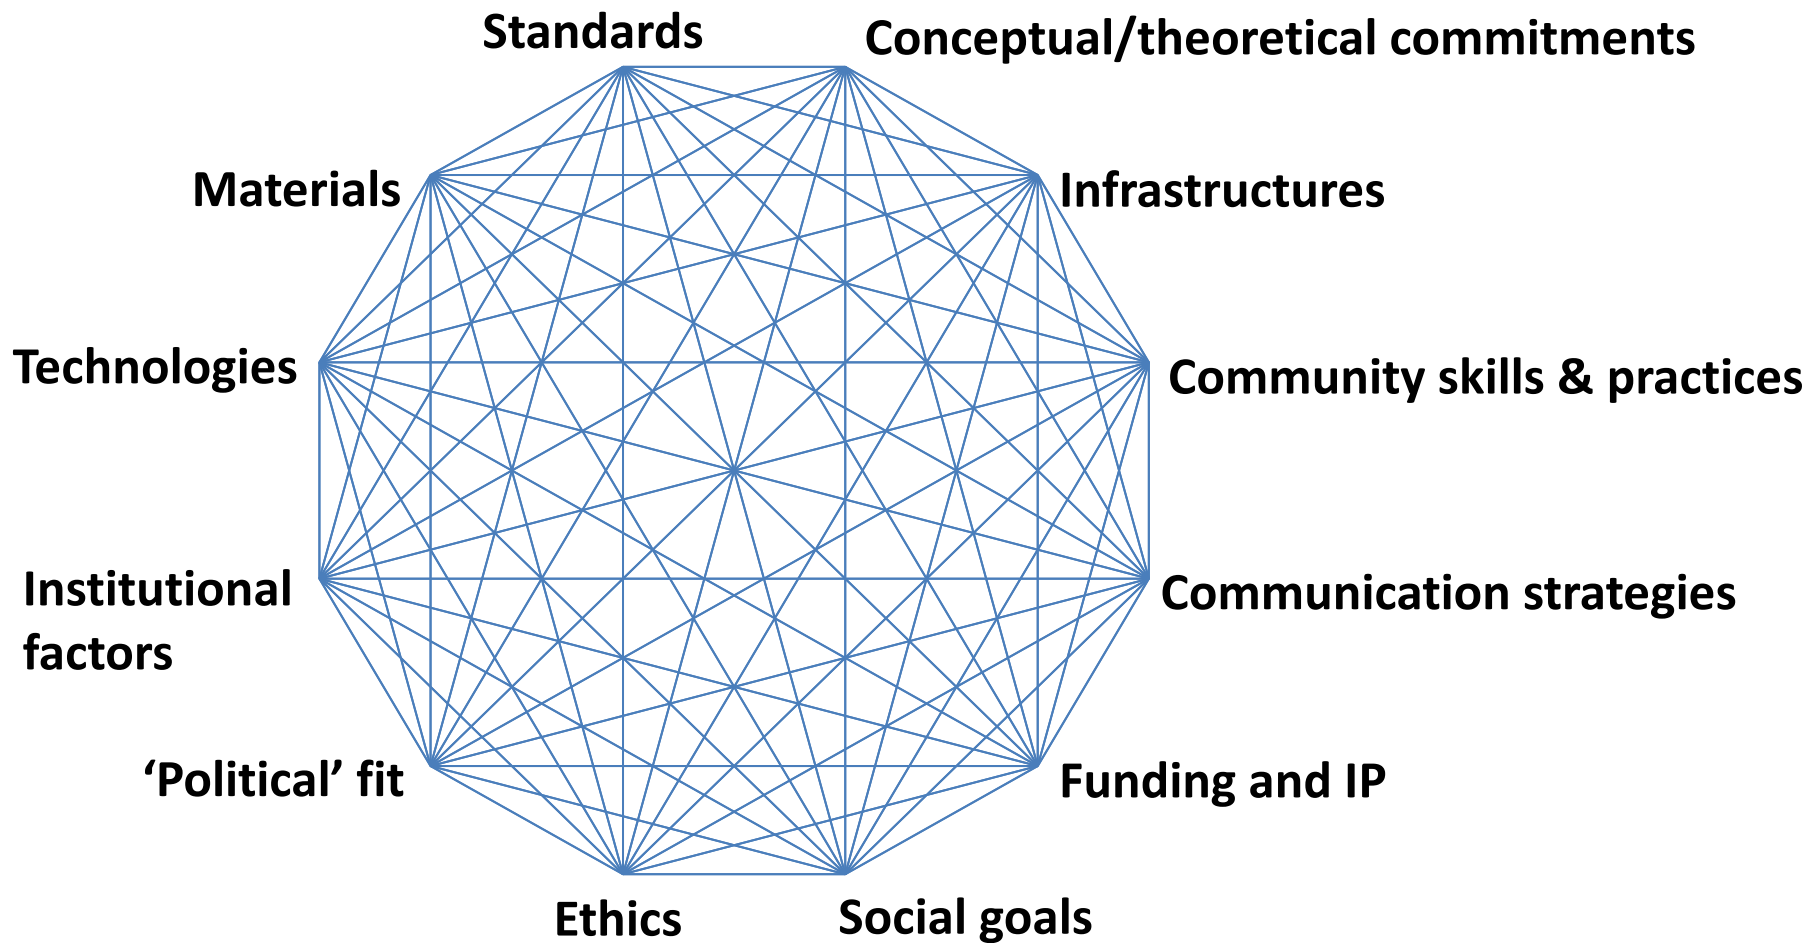 Standards
Conceptual/theoretical commitments
Materials
Infrastructures
Technologies
Community skills & practices
Institutional
factors
Communication strategies
‘Political’ fit
Funding and IP
Ethics
Social goals